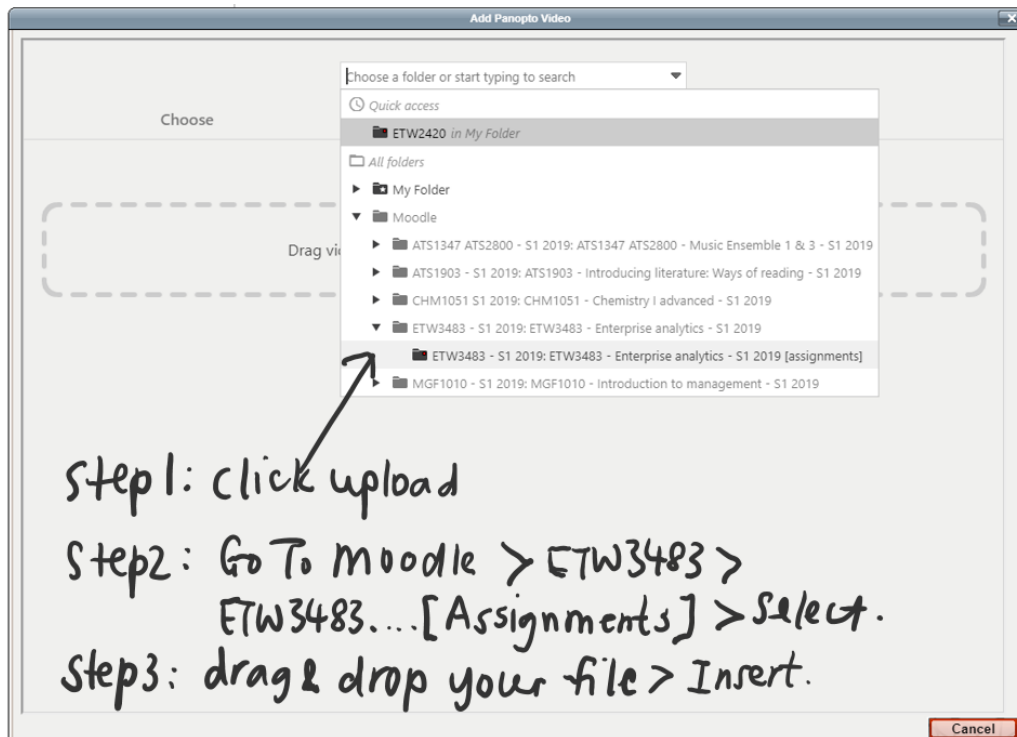 Add Panopto Video
Choose a folder or start typing to search
Choose
Quick access
ETW2420 in My Folder
All folders
My Folder
Moodle
ATS1347 ATS2800 - S1 2019: ATS1347 ATS2800 - Music Ensemble 1 & 3 - S1 2019
Drag vi
ATS1903 - S1 2019: ATS1903 - Introducing literature: Ways of reading - S1 2019
CHM1051 S1 2019: CHM1051 - Chemistry I advanced - S1 2019
ETW3483 - S1 2019: ETW3483 - Enterprise analytics - S1 2019
ETW3483 - S1 2019: ETW3483 - Enterprise analytics - S1 2019 [assignments]
MGF1010 - S1 2019: MGF1010 - Introduction to management - S1 2019
Step1: click upload
Step2: Go To Moodle > ETW3483 >
ETW3483....[Assignments] > Select.
Step3: drag & drop your file > Insert.
Cancel